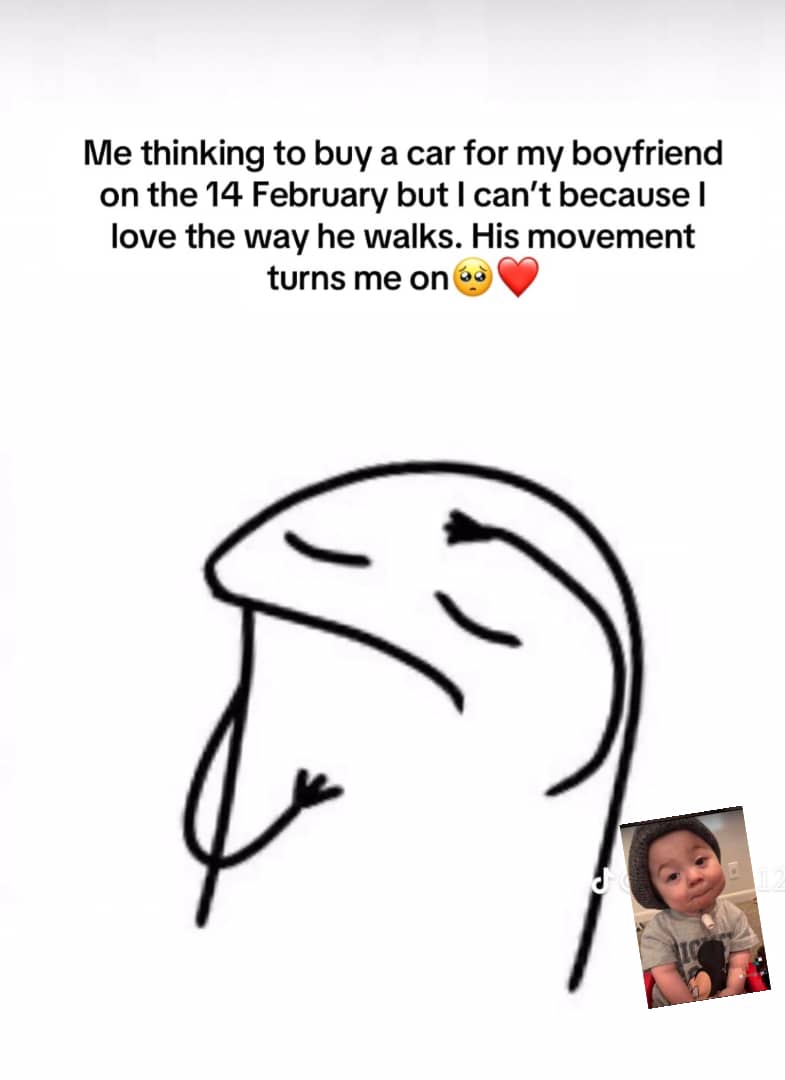 Me thinking to buy a car for my boyfriend
on the 14 February but I can’t because I
love the way he walks. His movement
turns me on🥺❤️